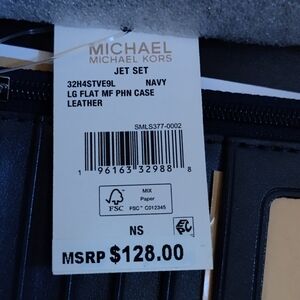 MICHAEL
MICHAEL KORS
JET SET
32H4STVE9L NAVY
LG FLAT MF PHN CASE
LEATHER
SMLS377-0002
1 96163 32988 8
FSC
MIX
Paper
FSC™ C012345
NS
MSRP $128.00